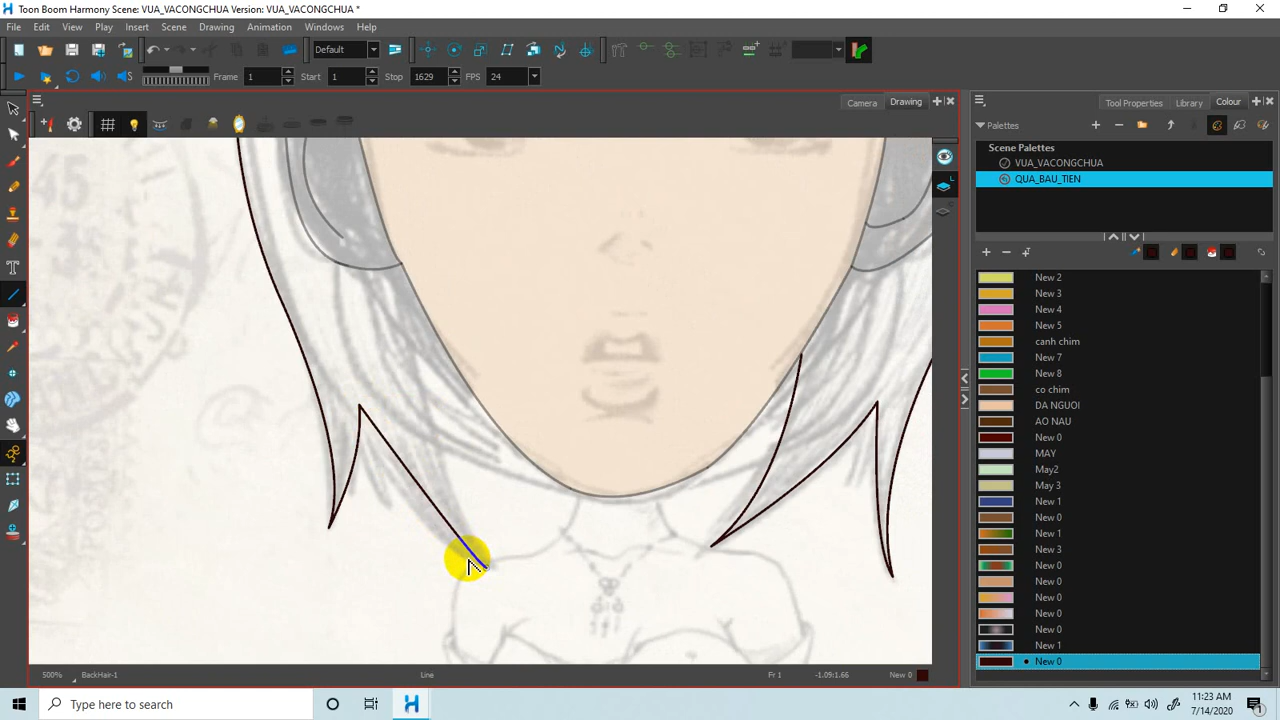 Toon Boom Harmony Scene: VUA_VACONGCHUA Version: VUA_VACONGCHUA *
File Edit View Play Insert Scene Drawing Animation Windows Help
Default
Frame 1 Start 1 Stop 1629 FPS 24
Camera Drawing
Tool Properties Library Colour
Palettes
Scene Palettes
VUA_VACONGCHUA
QUA_BAU_TIEN
New 2
New 3
New 4
New 5
canh chim
New 7
New 8
co chim
DA NGUOI
AO NAU
New 0
MAY
May2
May 3
New 1
New 0
New 1
New 3
New 0
New 0
New 0
New 0
New 0
New 1
New 0
500% BackHair-1 Line Fr 1 -1.09:1.66 New 0
Type here to search
11:23 AM
7/14/2020
1